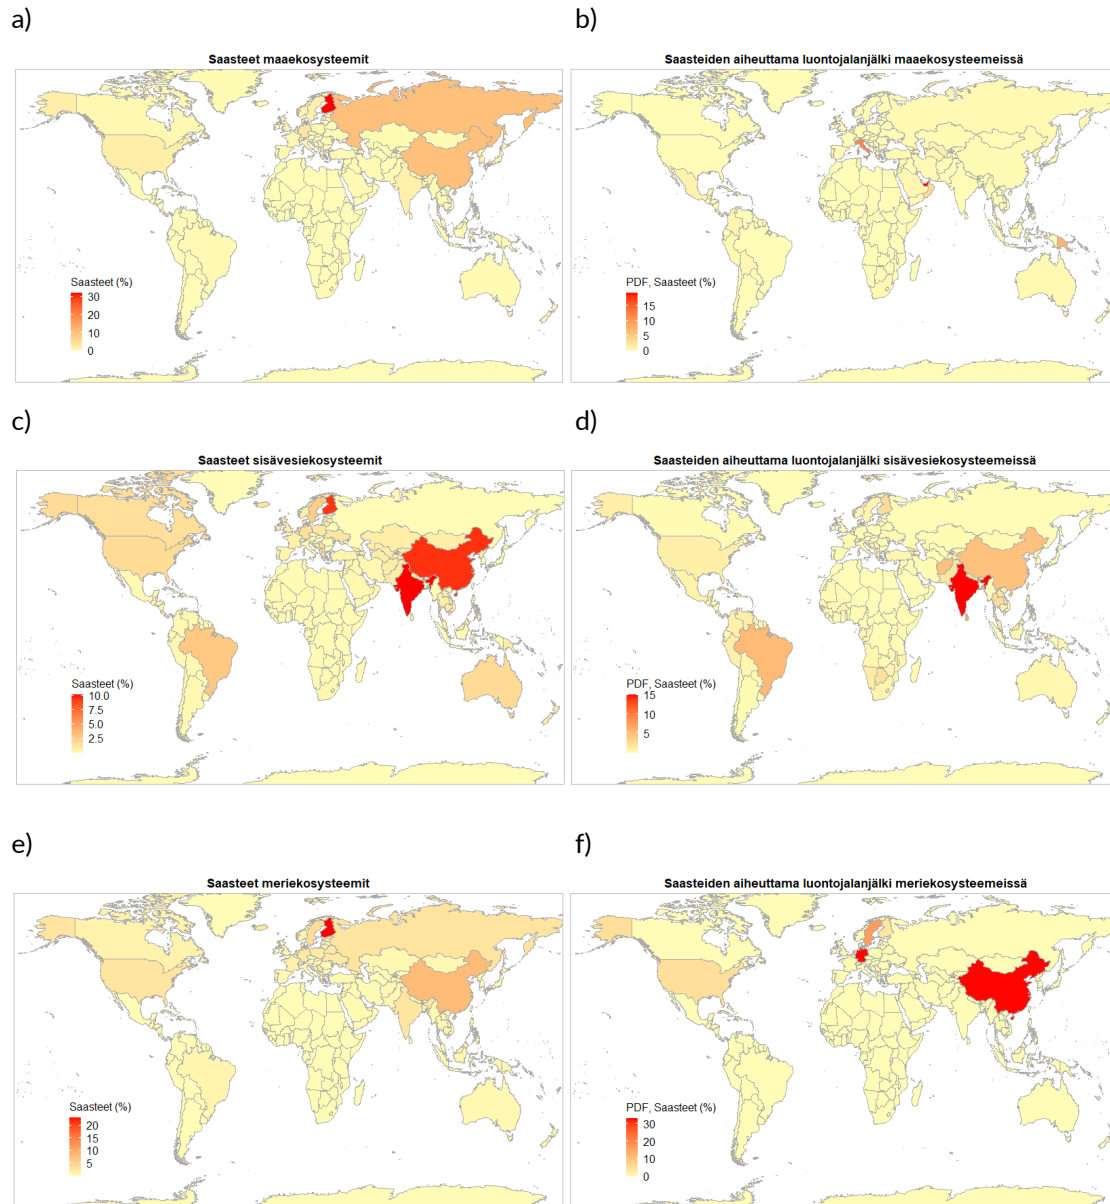 a)
b)
Saasteet maaekosysteemit
Saasteiden aiheuttama luontojalanjälki maaekosysteemeissä
Saasteet (%)
30
20
10
0
PDF, Saasteet (%)
15
10
5
0
c)
d)
Saasteet sisävesiekosysteemit
Saasteiden aiheuttama luontojalanjälki sisävesiekosysteemeissä
Saasteet (%)
10.0
7.5
5.0
2.5
PDF, Saasteet (%)
15
10
5
e)
f)
Saasteet meriekosysteemit
Saasteiden aiheuttama luontojalanjälki meriekosysteemeissä
Saasteet (%)
20
15
10
5
PDF, Saasteet (%)
30
20
10
0